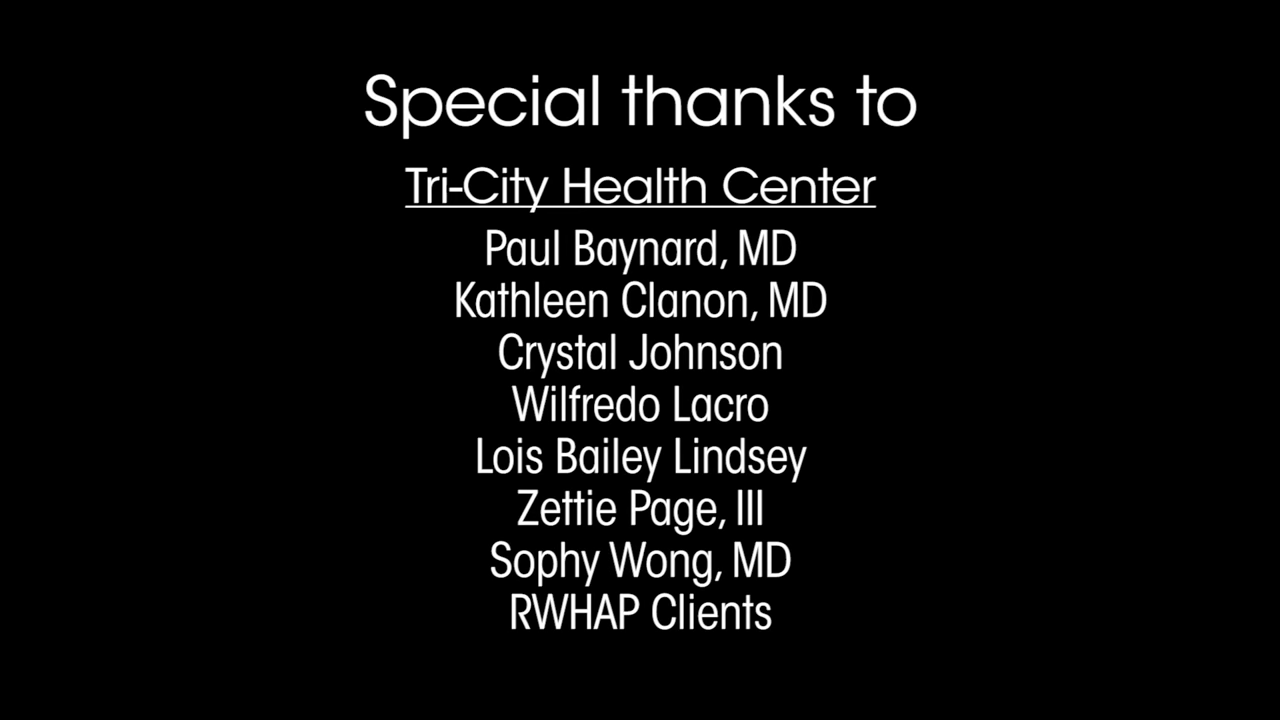 Special thanks to
Tri-City Health Center
Paul Baynard, MD
Kathleen Clanon, MD
Crystal Johnson
Wilfredo Lacro
Lois Bailey Lindsey
Zettie Page, III
Sophy Wong, MD
RWHAP Clients